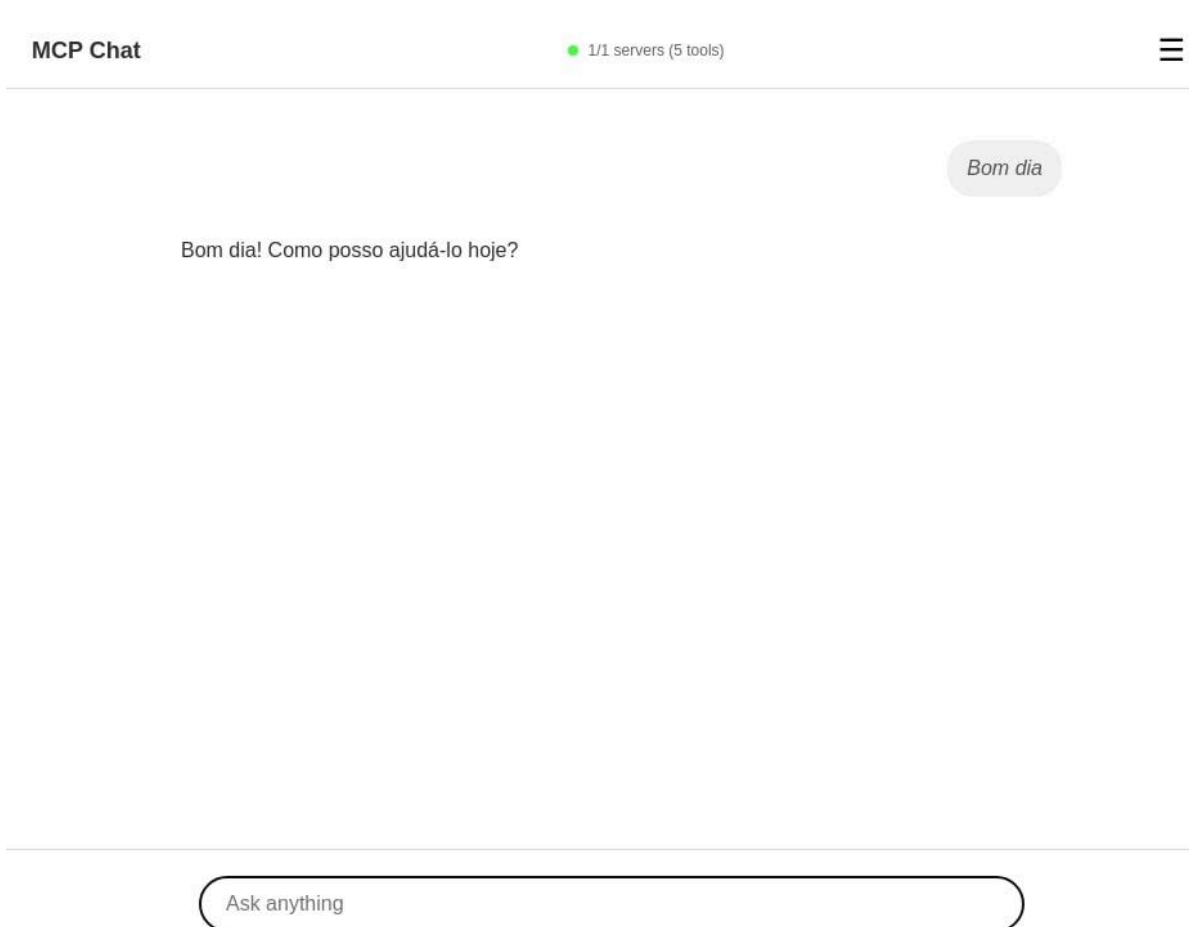 MCP Chat
1/1 servers (5 tools)
Bom dia
Bom dia! Como posso ajudá-lo hoje?
Ask anything